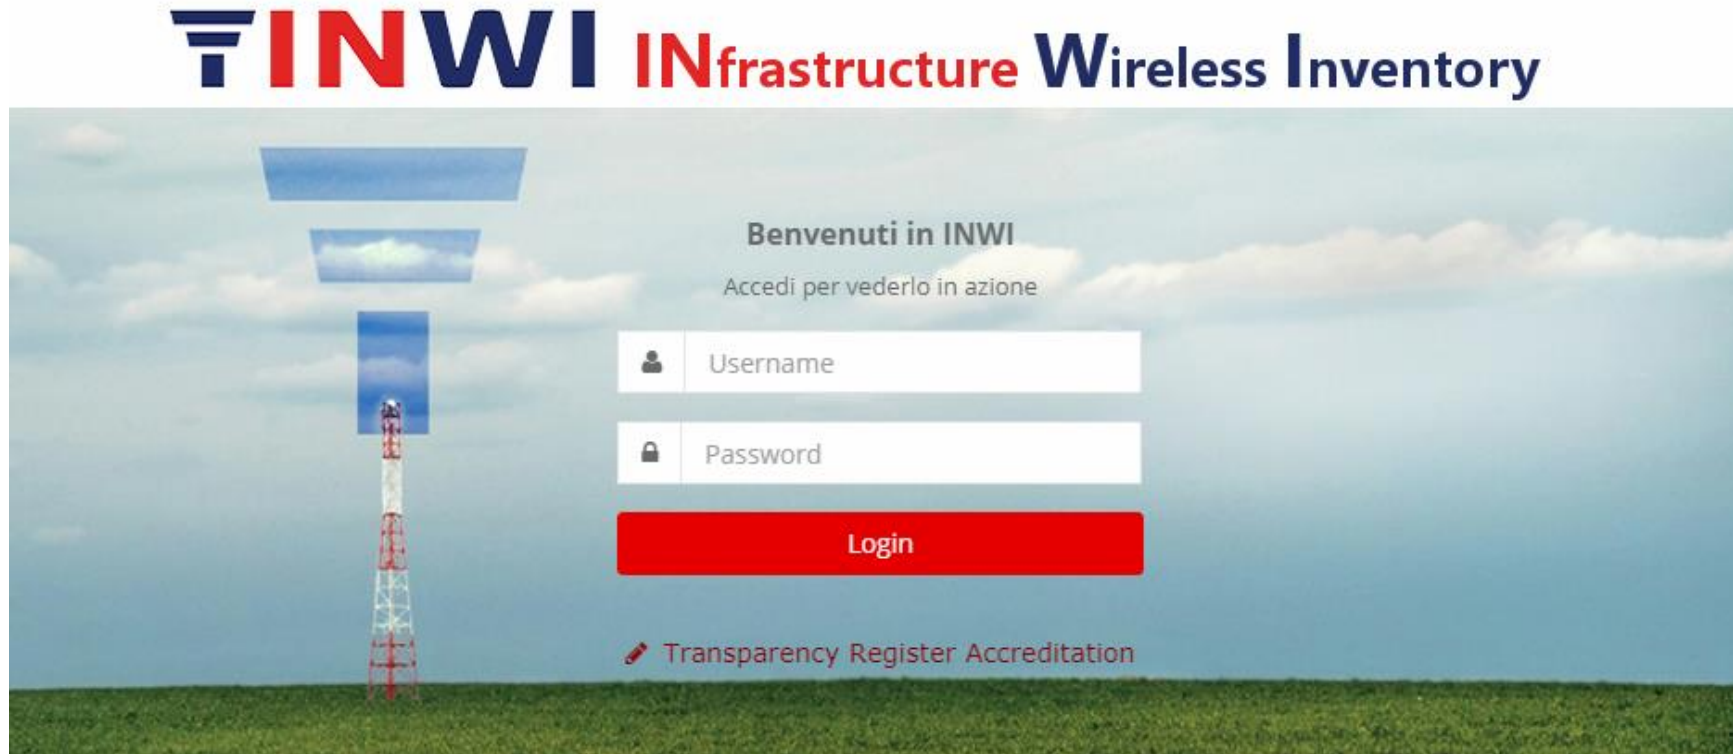 INWI INfrastructure Wireless Inventory
Benvenuti in INWI
Accedi per vederlo in azione
Username
Password
Login
Transparency Register Accreditation